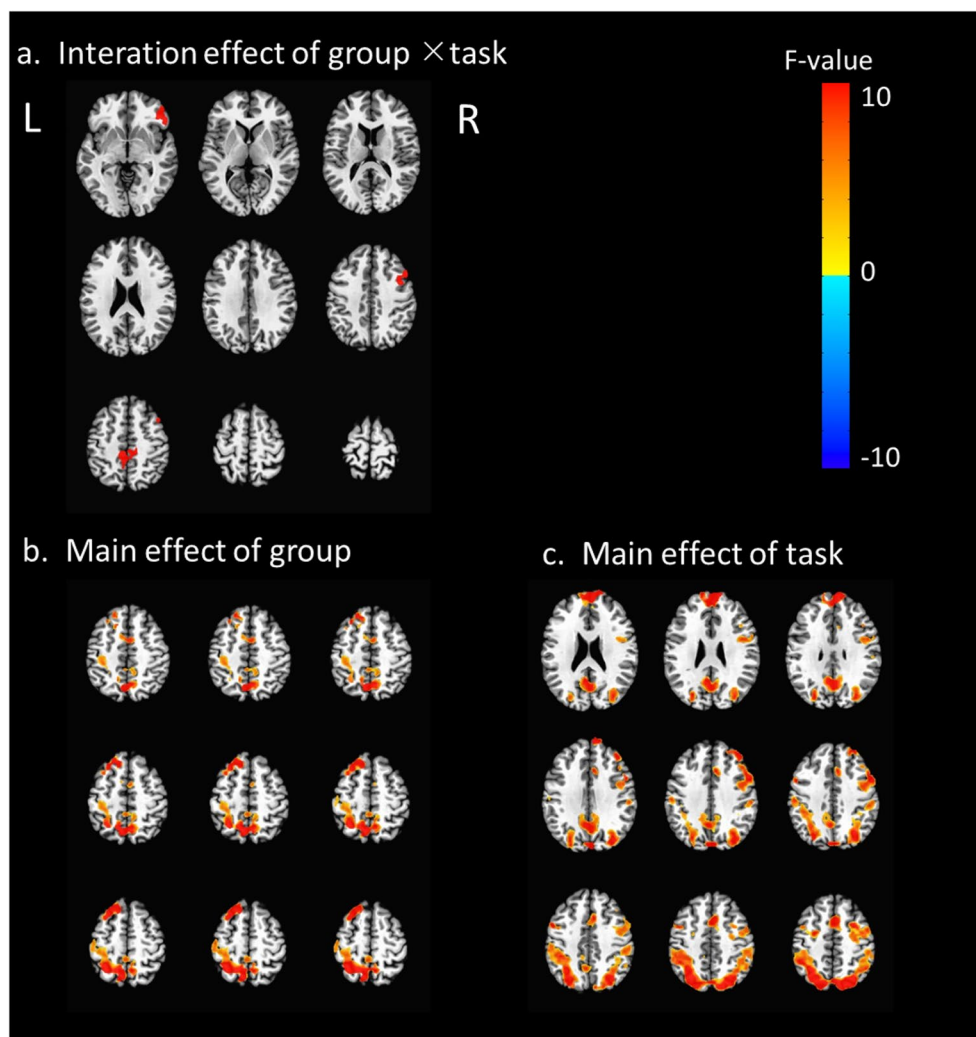 a. Interation effect of group ×task
F-value
L
R
10
0
-10
b. Main effect of group
c. Main effect of task